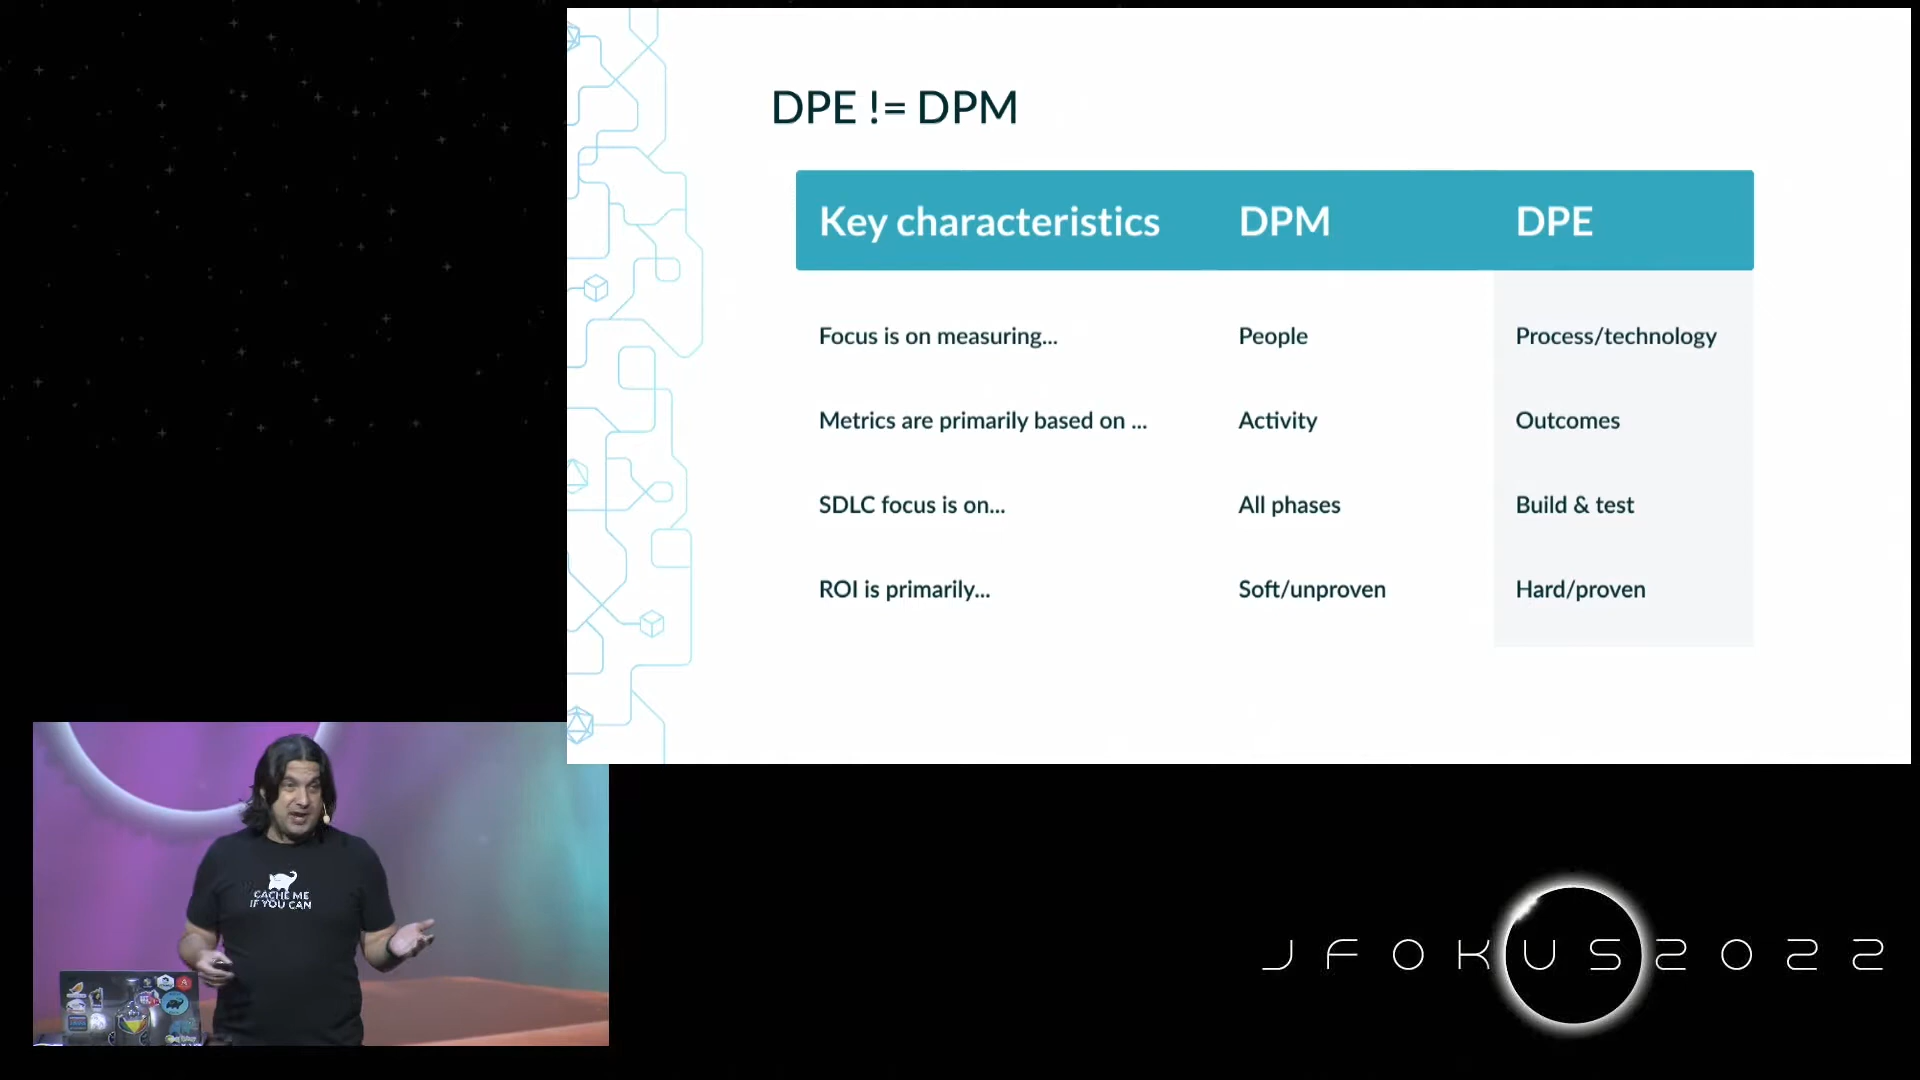 DPE != DPM
Key characteristics DPM DPE
Focus is on measuring... People Process/technology
Metrics are primarily based on ... Activity Outcomes
SDLC focus is on... All phases Build & test
ROI is primarily... Soft/unproven Hard/proven
CACHE ME
IF YOU CAN
JFOKUS2022